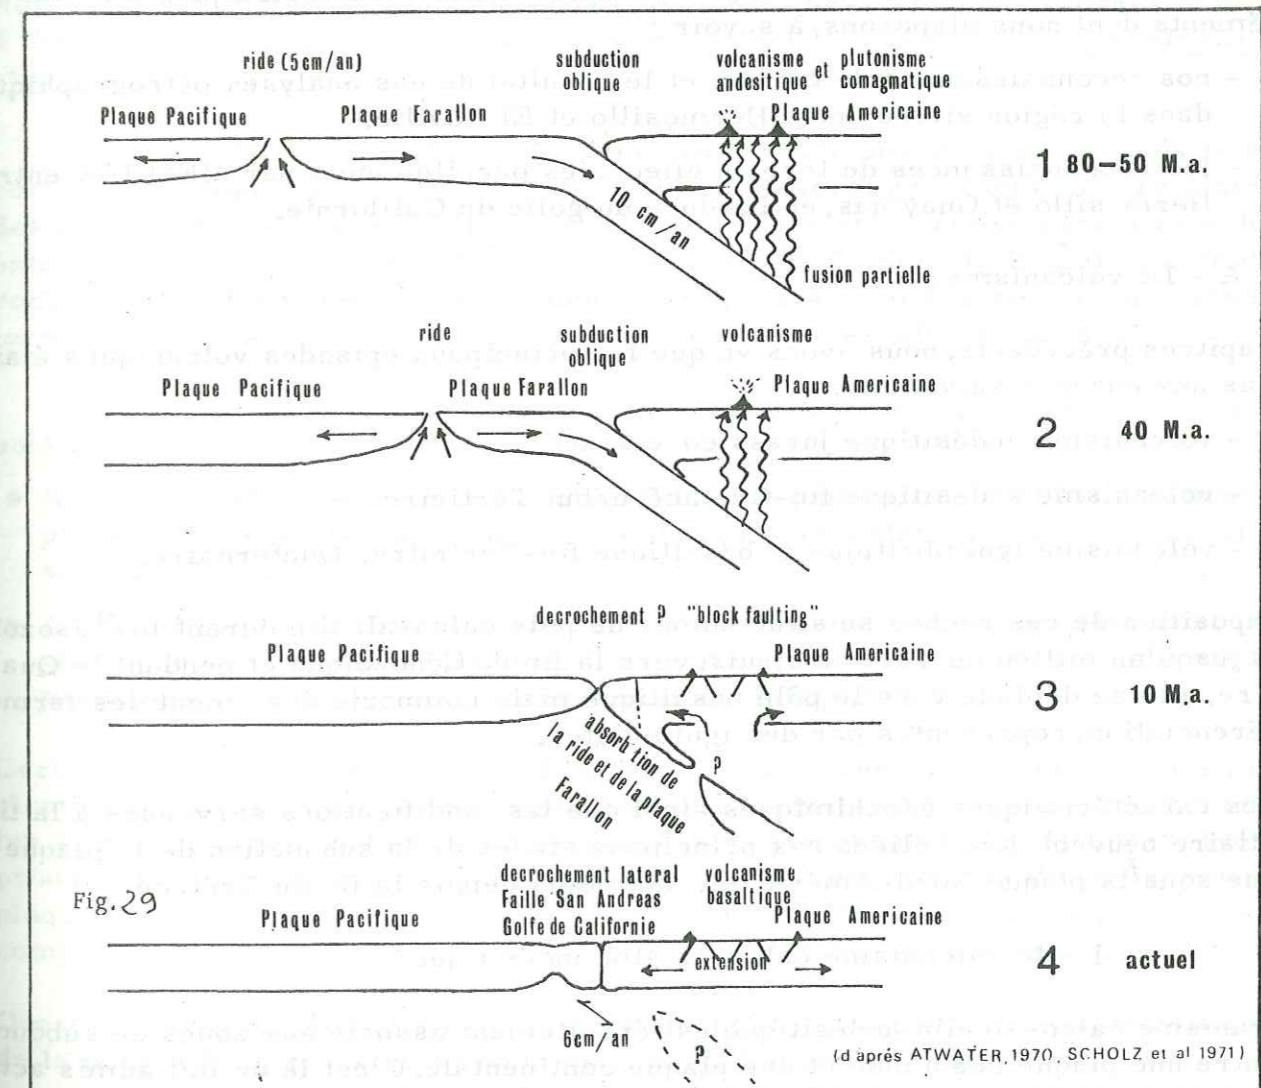 ride (5cm/an)
subduction oblique
volcanisme andésitique et plutonisme comagmatique
Plaque Pacifique
Plaque Farallon
Plaque Americaine
10 cm/an
fusion partielle
1 80–50 M.a.
ride
subduction oblique
volcanisme
Plaque Pacifique
Plaque Farallon
Plaque Americaine
2 40 M.a.
decrochement ? "block faulting"
Plaque Pacifique
Plaque Americaine
absorbtion de
la ride et de la plaque
Farallon
?
3 10 M.a.
Fig.29
decrochement lateral
Faille San Andreas
Golfe de Californie
volcanisme basaltique
Plaque Pacifique
Plaque Americaine
extension
4 actuel
6cm/an
?
(d'aprés ATWATER,1970, SCHOLZ et al 1971)